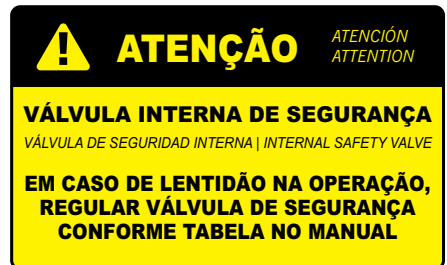 ATENÇÃO
ATENCIÓN
ATTENTION
VÁLVULA INTERNA DE SEGURANÇA
VÁLVULA DE SEGURIDAD INTERNA | INTERNAL SAFETY VALVE
EM CASO DE LENTIDÃO NA OPERAÇÃO,
REGULAR VÁLVULA DE SEGURANÇA
CONFORME TABELA NO MANUAL